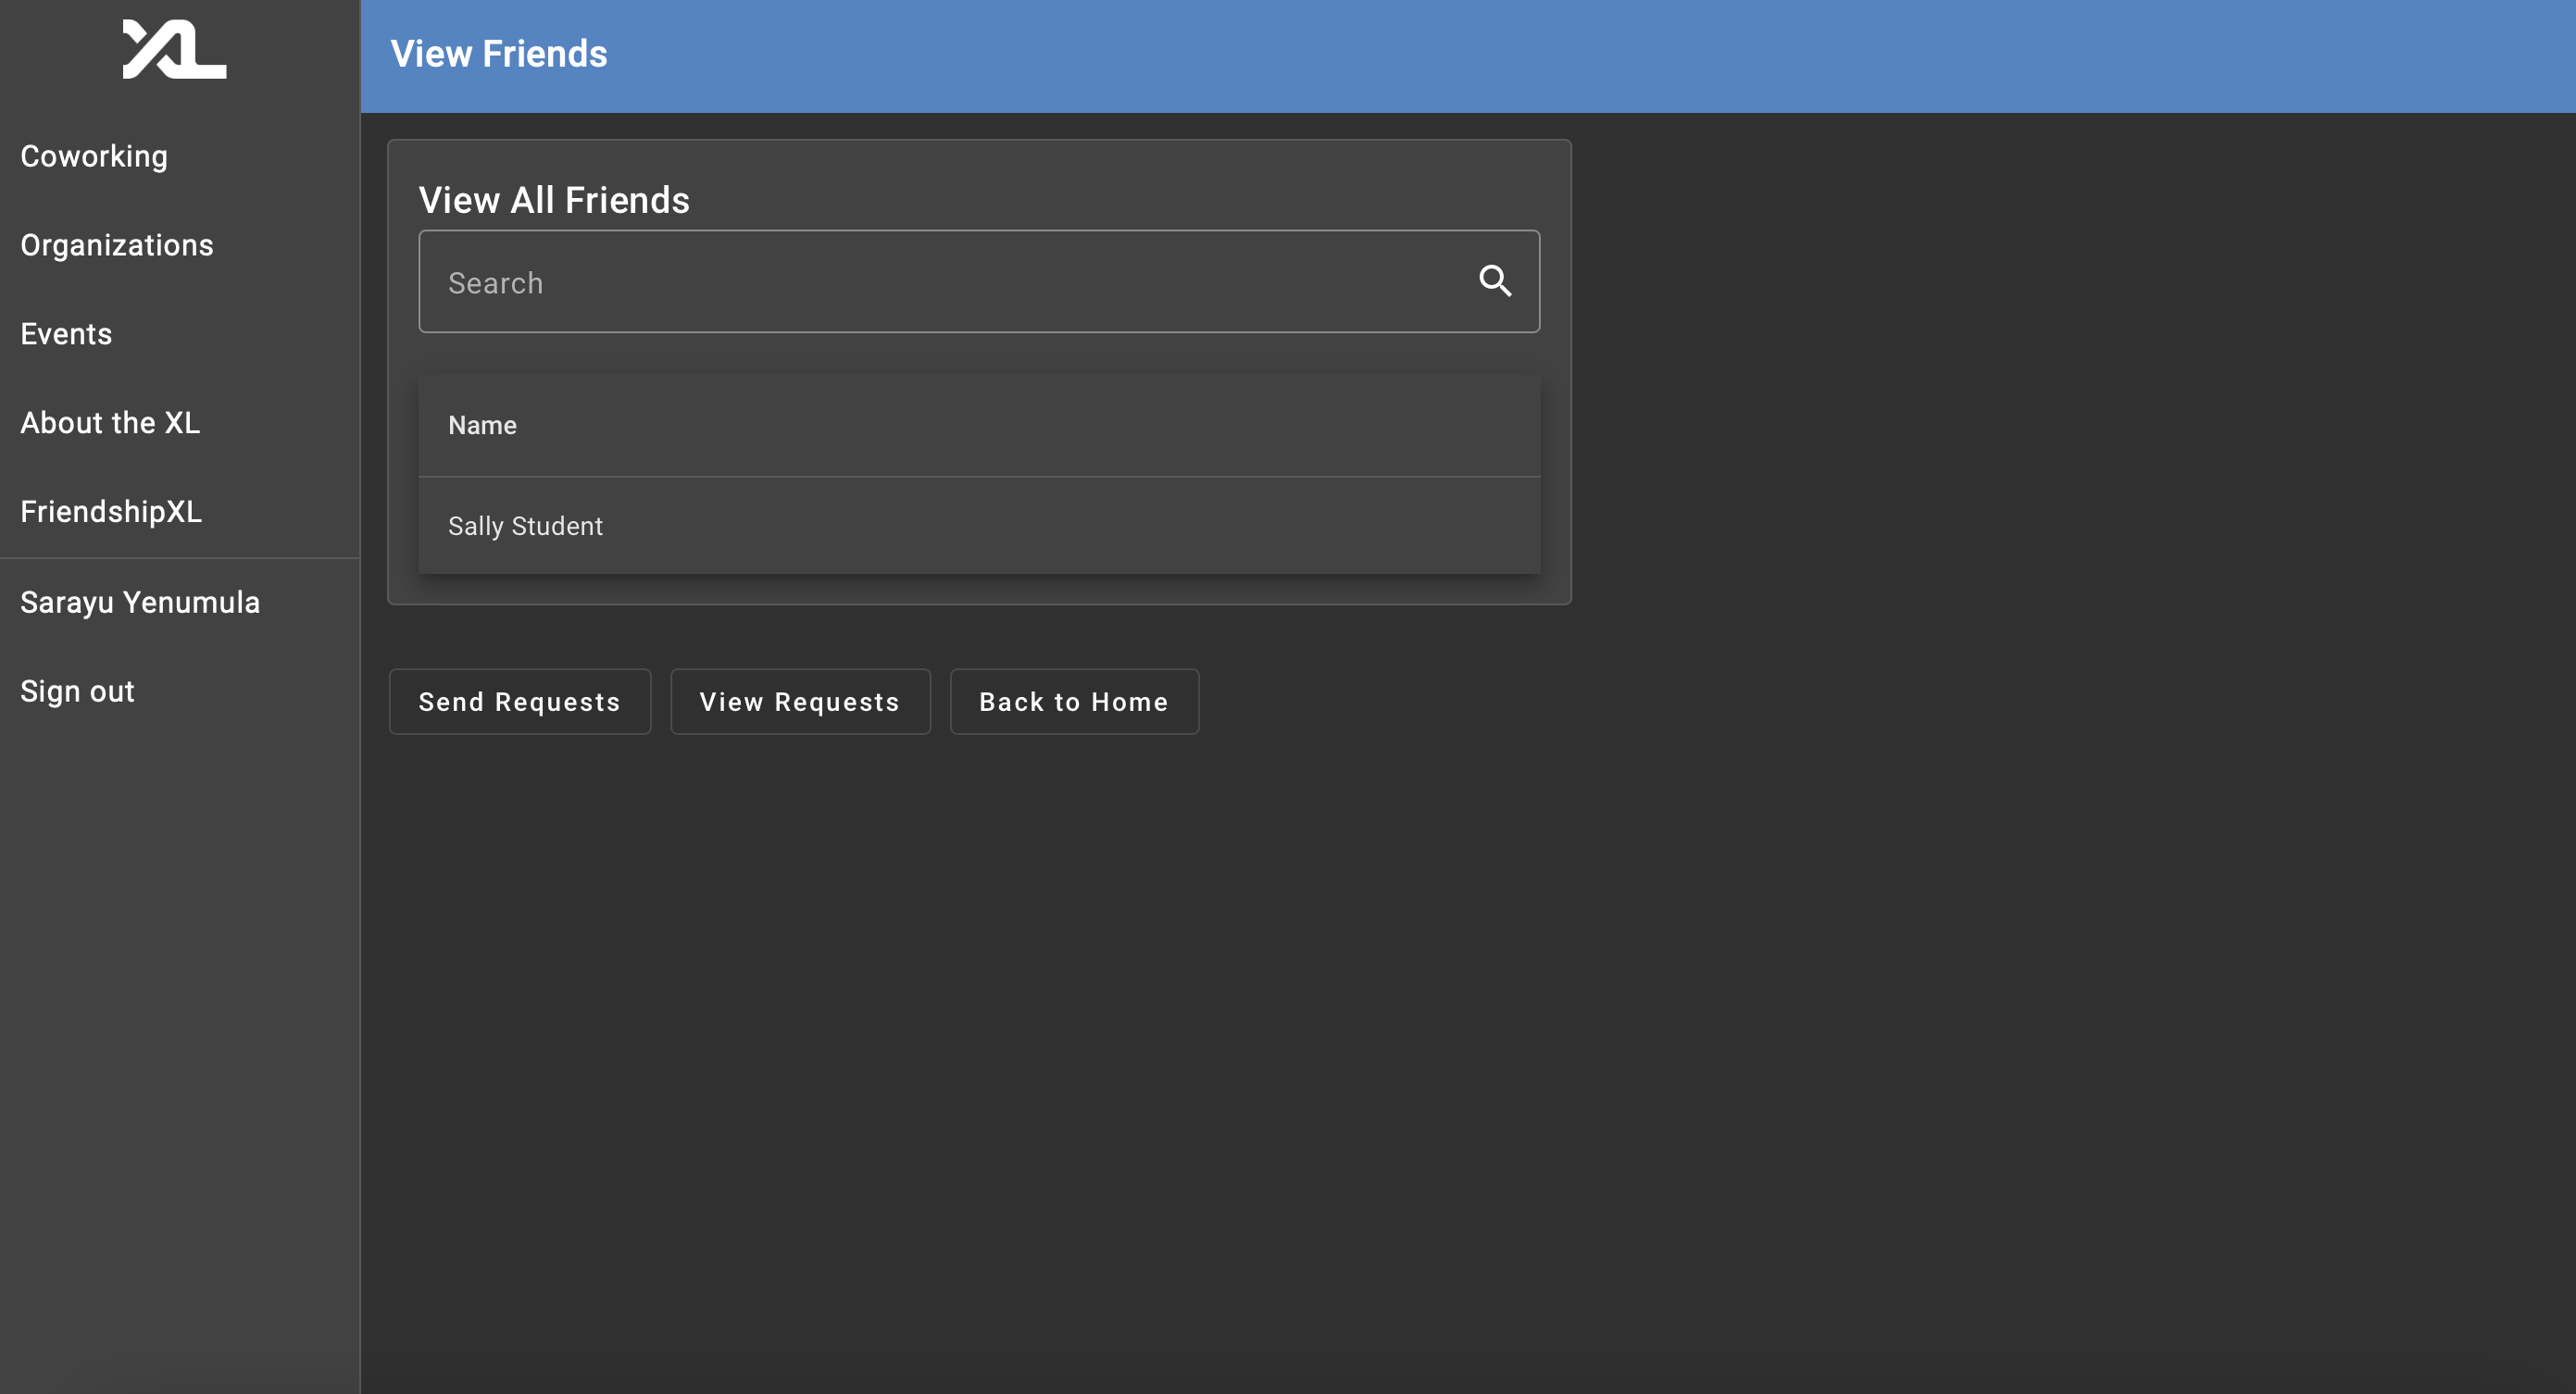 XL
Coworking
Organizations
Events
About the XL
FriendshipXL
Sarayu Yenumula
Sign out
View Friends
View All Friends
Search
Name
Sally Student
Send Requests
View Requests
Back to Home